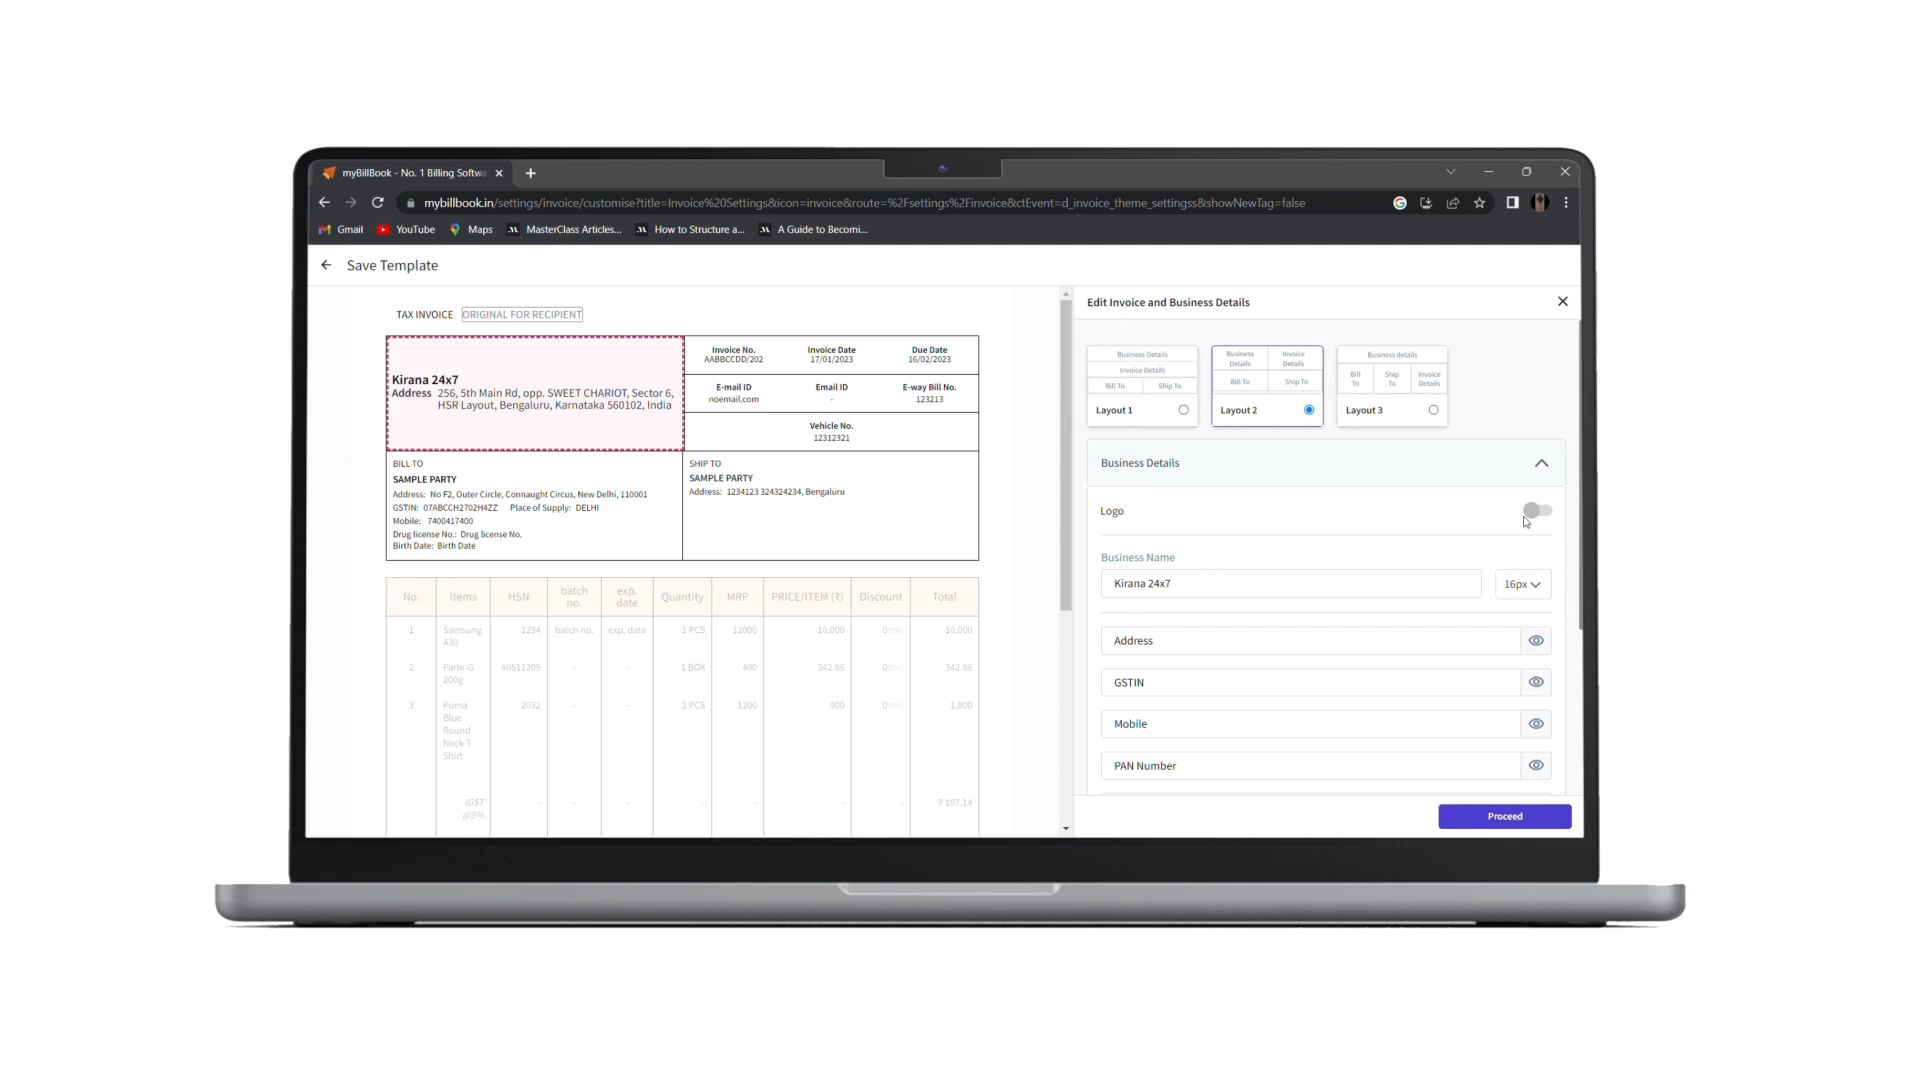 myBillBook - No. 1 Billing Softwa
mybillbook.in/settings/invoice/customise?title=Invoice%20Settings&icon=invoice&route=%2Fsettings%2Finvoice&ctEvent=d_invoice_theme_settingss&showNewTag=false
Gmail YouTube Maps MasterClass Articles... How to Structure a... A Guide to Becomi...
Save Template
TAX INVOICE ORIGINAL FOR RECIPIENT
Kirana 24x7
Address 256, 5th Main Rd, opp. SWEET CHARIOT, Sector 6,
HSR Layout, Bengaluru, Karnataka 560102, India
Invoice No. Invoice Date Due Date
AABBCCDD/202 17/01/2023 16/02/2023
E-mail ID Email ID E-way Bill No.
noemail.com - 123213
Vehicle No.
12312321
BILL TO
SAMPLE PARTY
Address: No F2, Outer Circle, Connaught Circus, New Delhi, 110001
GSTIN: 07ABCCH2702H4ZZ Place of Supply: DELHI
Mobile: 7400417400
Drug license No.: Drug license No.
Birth Date: Birth Date
SHIP TO
SAMPLE PARTY
Address: 1234123 324324234, Bengaluru
No. Items HSN batch no. exp. date Quantity MRP PRICE/ITEM (₹) Discount Total
1 Samsung A30 1234 batch no. exp. date 1 PCS 12000 10,000 0 10,000
2 Parle-G 200g 40511209 - - 1 BOX 400 342.86 0 342.86
3 Puma Blue Round Neck T-Shirt 2032 - - 2 PCS 1200 900 0 1,800
IGST @5% - - - - - - - ₹ 107.14
Edit Invoice and Business Details
Business Details
Invoice Details
Bill To Ship To
Layout 1
Business Details Invoice Details
Bill To Ship To
Layout 2
Business details
Bill To Ship To Invoice Details
Layout 3
Business Details
Logo
Business Name
Kirana 24x7 16px
Address
GSTIN
Mobile
PAN Number
Proceed